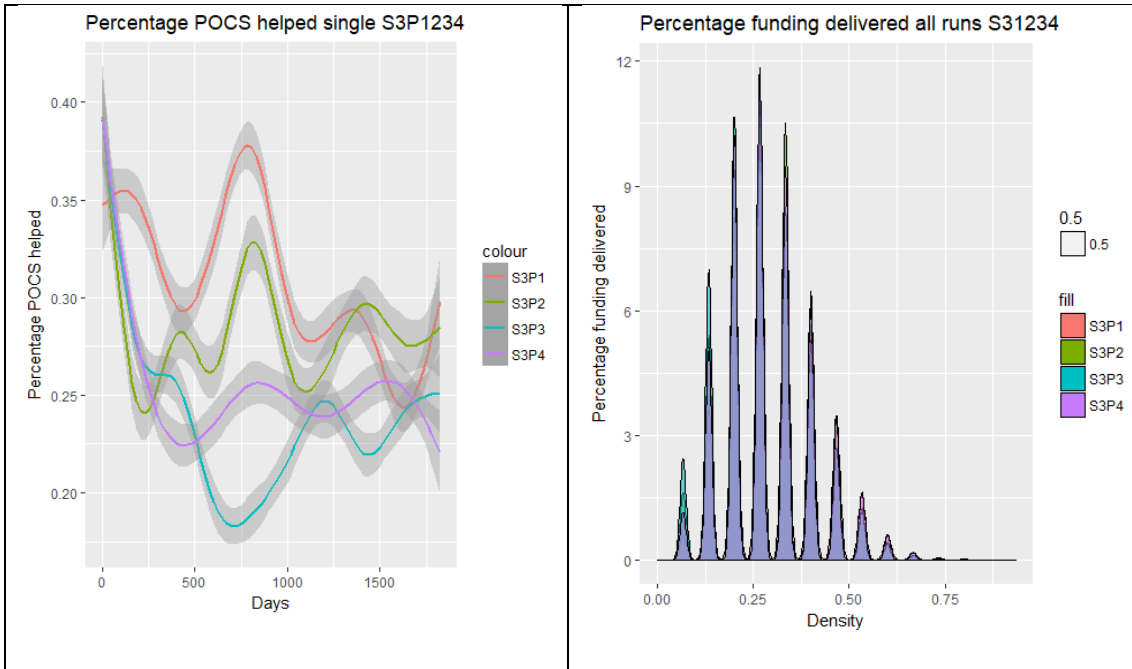 Percentage POCS helped single S3P1234
0.40
0.35
0.30
0.25
0.20
Percentage POCS helped
0
500
1000
1500
Days
colour
S3P1
S3P2
S3P3
S3P4
Percentage funding delivered all runs S31234
12
9
6
3
0
Percentage funding delivered
0.00
0.25
0.50
0.75
Density
0.5
0.5
fill
S3P1
S3P2
S3P3
S3P4